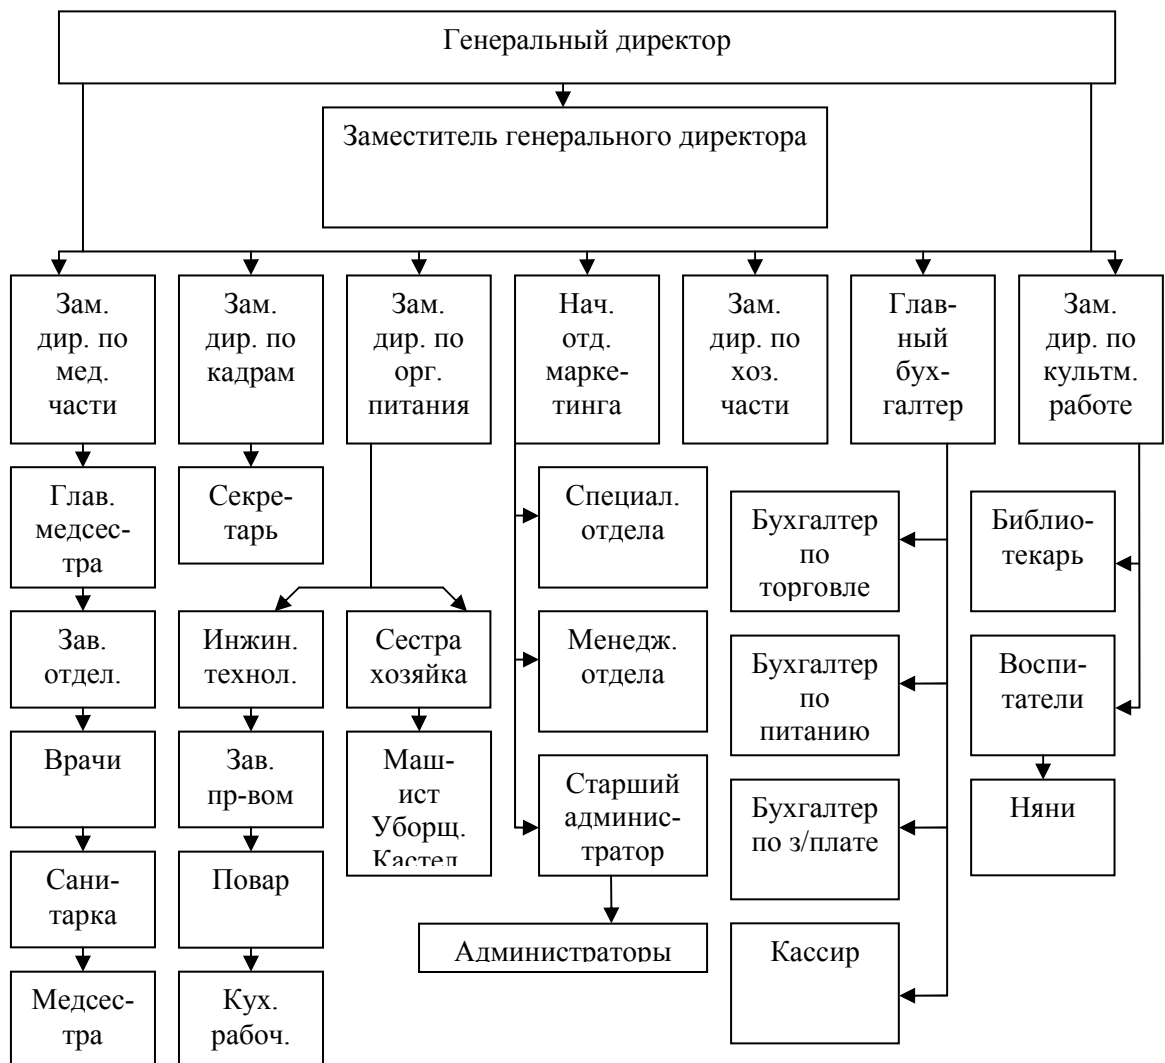 Генеральный директор
Заместитель генерального директора
Зам.
дир. по
мед.
части
Зам.
дир. по
кадрам
Зам.
дир. по
орг.
питания
Нач.
отд.
марке-
тинга
Зам.
дир. по
хоз.
части
Глав-
ный
бух-
галтер
Зам.
дир. по
культм.
работе
Глав.
медсес-
тра
Секре-
тарь
Специал.
отдела
Бухгалтер
по
торговле
Библио-
текарь
Зав.
отдел.
Инжин.
технол.
Сестра
хозяйка
Менедж.
отдела
Бухгалтер
по
питанию
Воспи-
татели
Врачи
Зав.
пр-вом
Маш-
ист
Уборщ.
Кастел
Старший
админис-
тратор
Бухгалтер
по з/плате
Няни
Сани-
тарка
Повар
Администраторы
Кассир
Медсес-
тра
Кух.
рабоч.